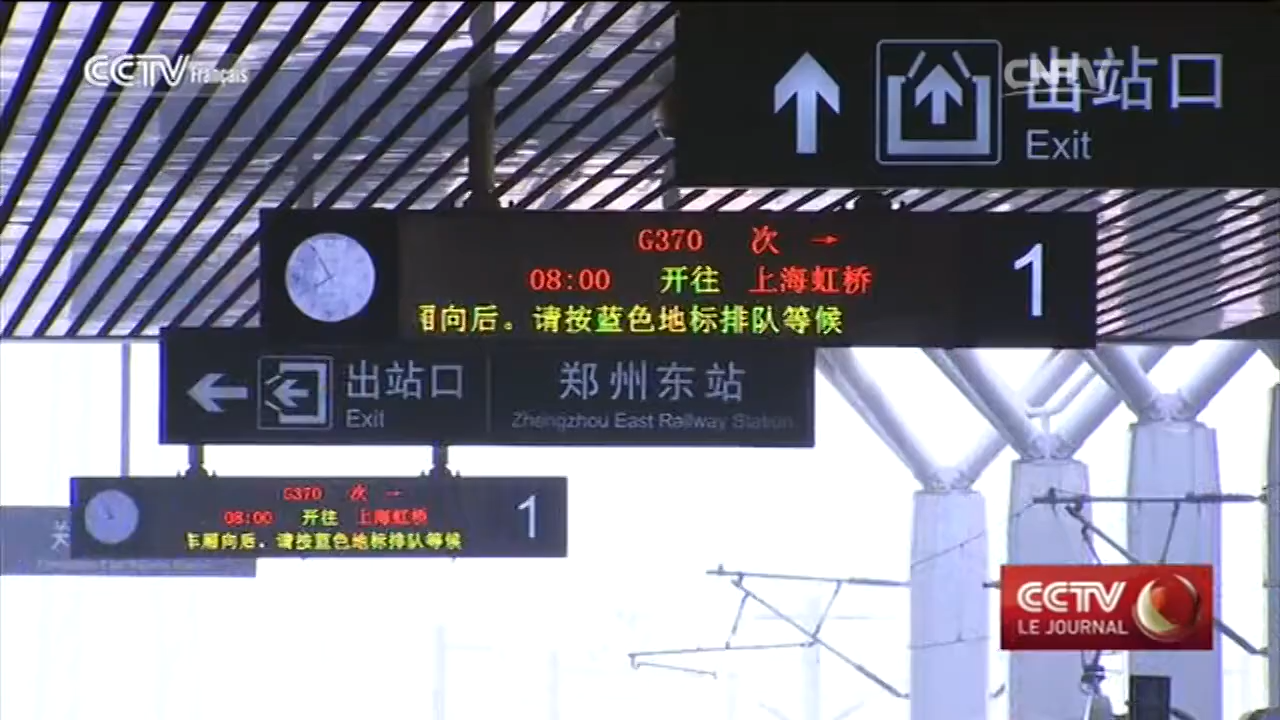 CCTV Français
CNTV
出站口
Exit
G370 次 →
08:00 开往 上海虹桥
厢向后。请按蓝色地标排队等候
1
出站口
Exit
郑州东站
Zhengzhou East Railway Station
G370 次 →
08:00 开往 上海虹桥
车厢向后。请按蓝色地标排队等候
1
郑
CCTV
LE JOURNAL